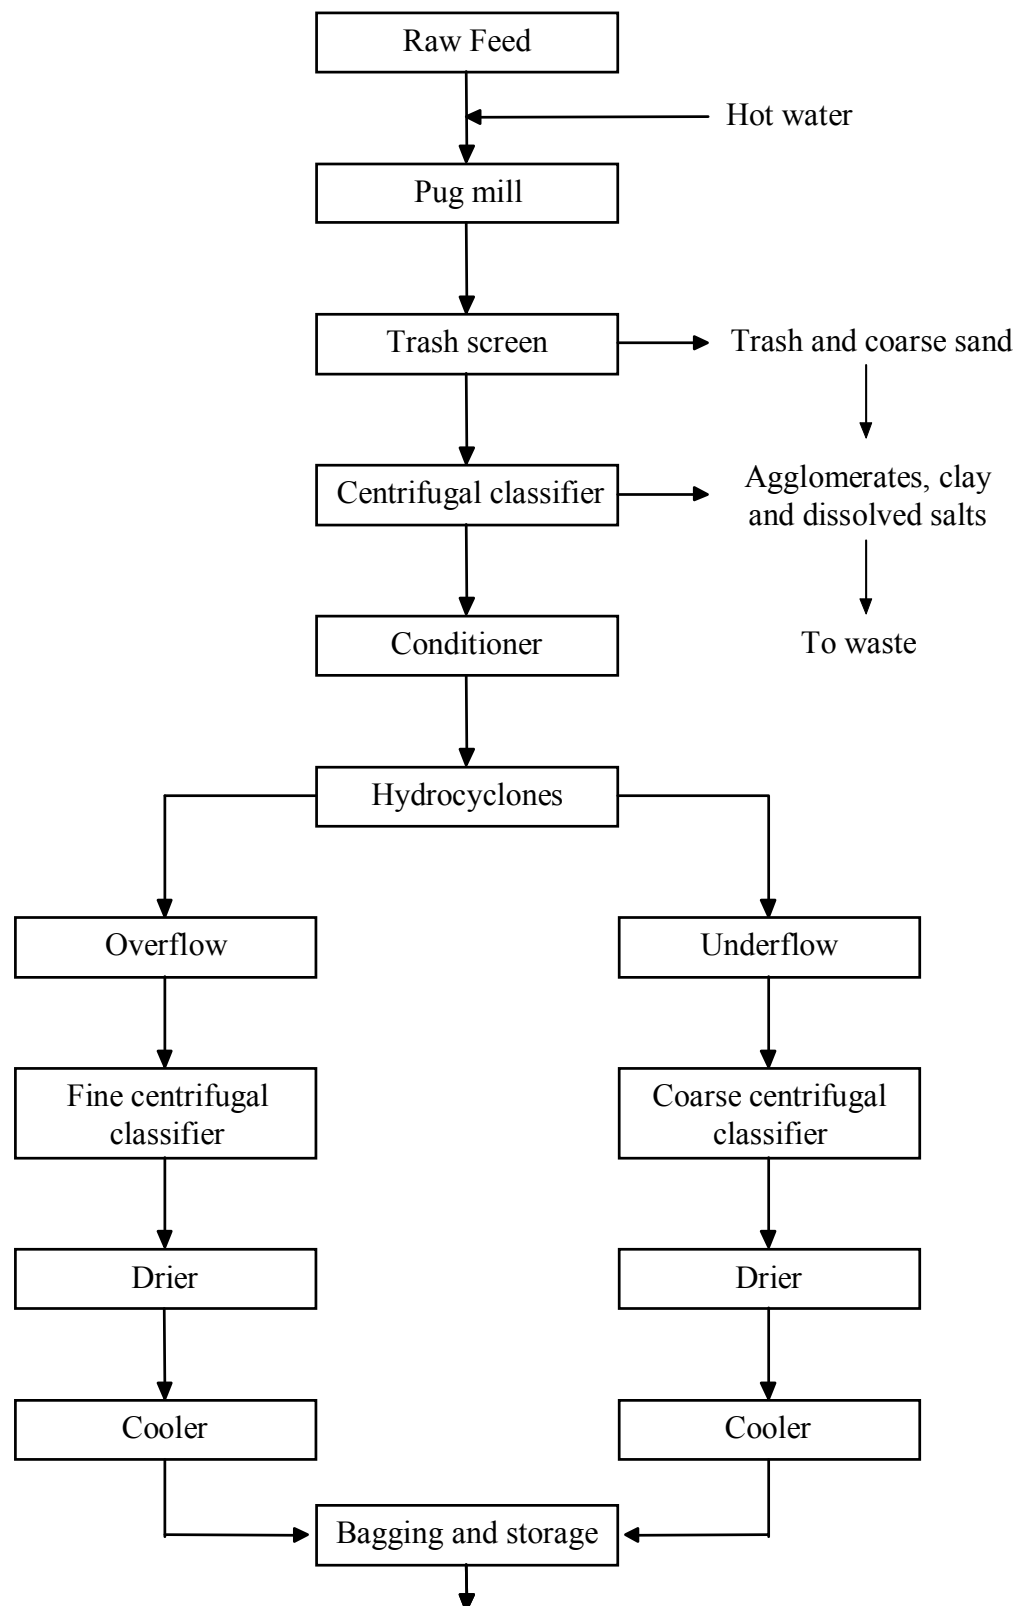 Raw Feed
Hot water
Pug mill
Trash screen
Trash and coarse sand
Centrifugal classifier
Agglomerates, clay
and dissolved salts
Conditioner
To waste
Hydrocyclones
Overflow
Underflow
Fine centrifugal
classifier
Coarse centrifugal
classifier
Drier
Drier
Cooler
Cooler
Bagging and storage